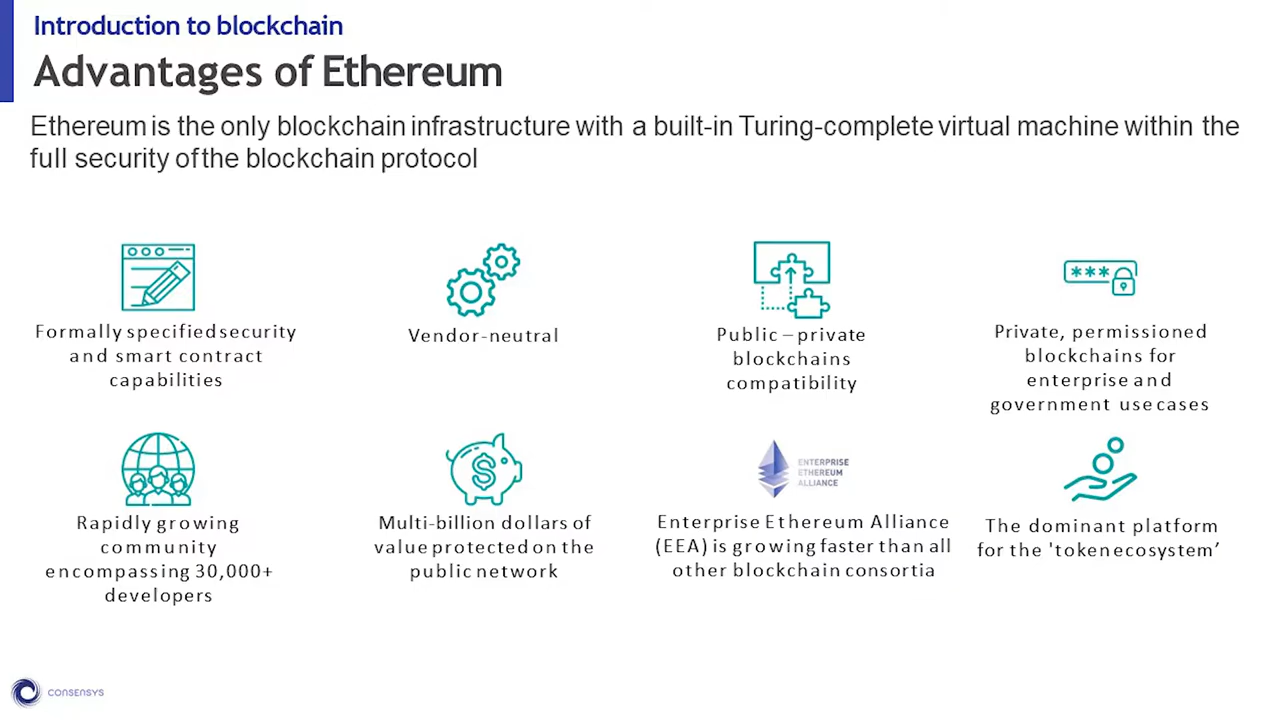 Introduction to blockchain
Advantages of Ethereum
Ethereum is the only blockchain infrastructure with a built-in Turing-complete virtual machine within the
full security of the blockchain protocol
Formally specified security
and smart contract
capabilities
Vendor-neutral
Public – private
blockchains
compatibility
***
Private, permissioned
blockchains for
enterprise and
government use cases
Rapidly growing
community
encompassing 30,000+
developers
$
Multi-billion dollars of
value protected on the
public network
ENTERPRISE
ETHEREUM
ALLIANCE
Enterprise Ethereum Alliance
(EEA) is growing faster than all
other blockchain consortia
The dominant platform
for the 'token ecosystem’
CONSENSYS